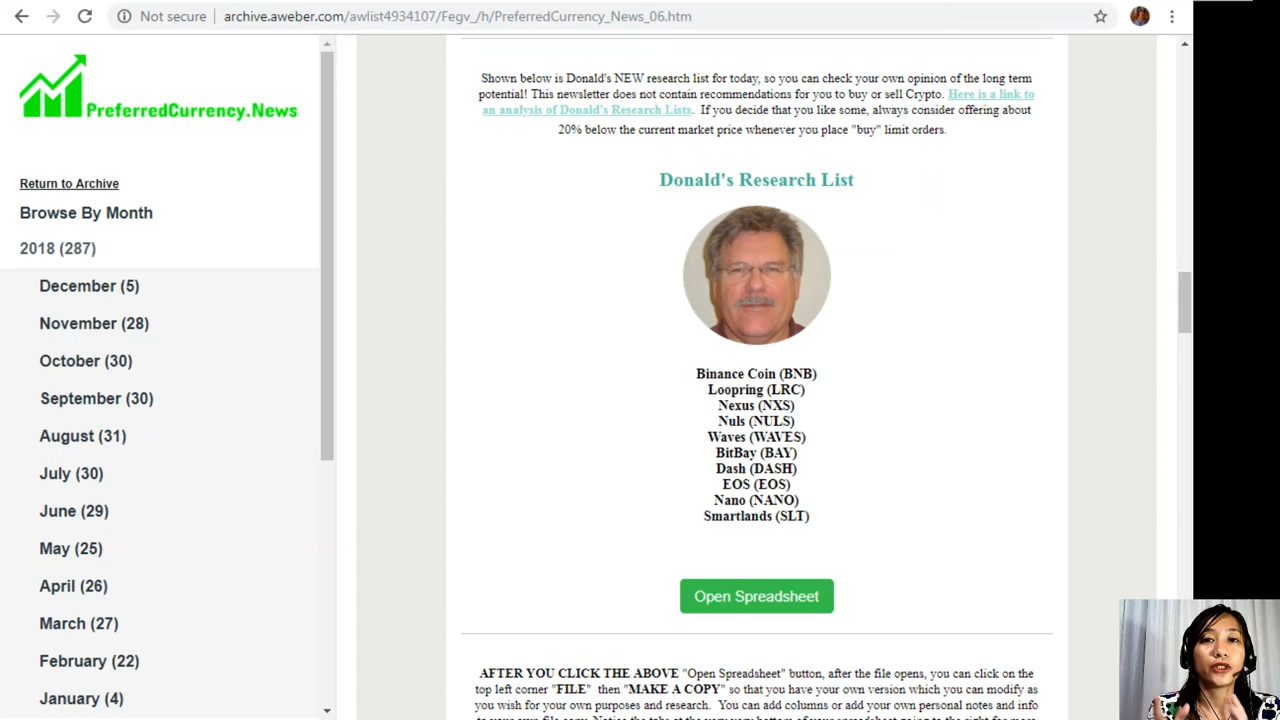 Not secure
archive.aweber.com/awlist4934107/Fegv_/h/PreferredCurrency_News_06.htm
PreferredCurrency.News
Return to Archive
Browse By Month
2018 (287)
December (5)
November (28)
October (30)
September (30)
August (31)
July (30)
June (29)
May (25)
April (26)
March (27)
February (22)
January (4)
Shown below is Donald's NEW research list for today, so you can check your own opinion of the long term
potential! This newsletter does not contain recommendations for you to buy or sell Crypto. Here is a link to
an analysis of Donald's Research Lists. If you decide that you like some, always consider offering about
20% below the current market price whenever you place "buy" limit orders.
Donald's Research List
Binance Coin (BNB)
Loopring (LRC)
Nexus (NXS)
Nuls (NULS)
Waves (WAVES)
BitBay (BAY)
Dash (DASH)
EOS (EOS)
Nano (NANO)
Smartlands (SLT)
Open Spreadsheet
AFTER YOU CLICK THE ABOVE "Open Spreadsheet" button, after the file opens, you can click on the
top left corner "FILE" then "MAKE A COPY" so that you have your own version which you can modify as
you wish for your own purposes and research. You can add columns or add your own personal notes and info